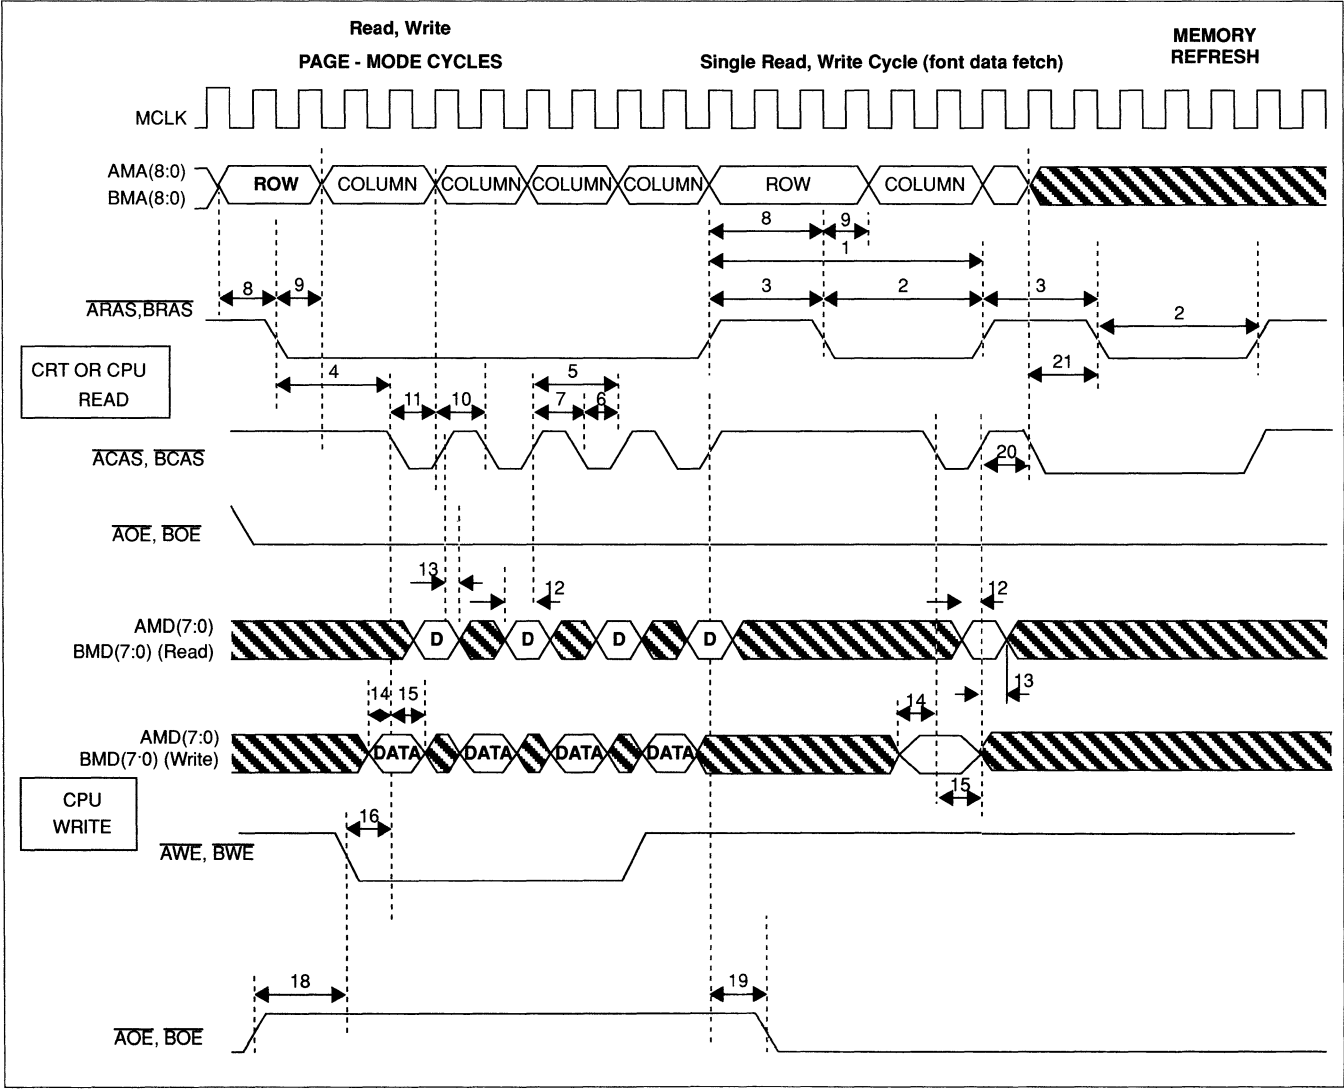 Read, Write
PAGE - MODE CYCLES
Single Read, Write Cycle (font data fetch)
MEMORY
REFRESH
MCLK
AMA(8:0)
BMA(8:0)
ROW COLUMN COLUMN COLUMN COLUMN ROW COLUMN
8 9
1
8 9 3 2 3
ARAS,BRAS
2
CRT OR CPU
READ
4 5 21
11 10 7 6
ACAS, BCAS
20
AOE, BOE
13 12 12
AMD(7:0)
BMD(7:0) (Read)
D D D D
13
14 15 14
AMD(7:0)
BMD(7:0) (Write)
DATA DATA DATA DATA
15
CPU
WRITE
16
AWE, BWE
18 19
AOE, BOE